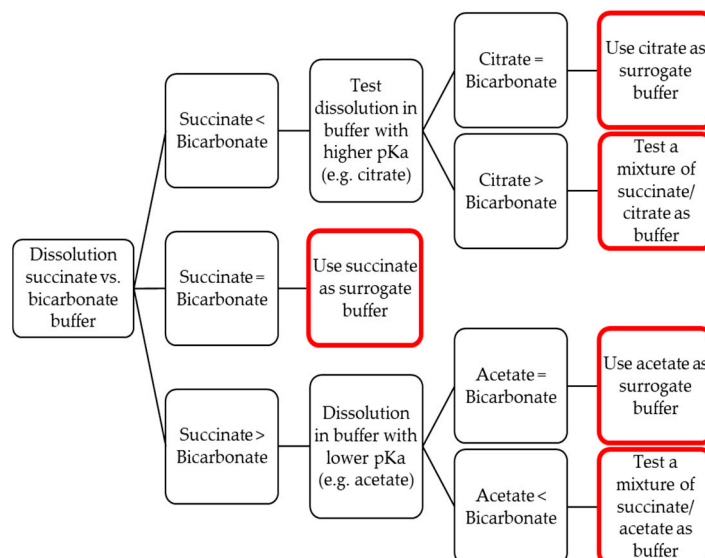 Dissolution
succinate vs.
bicarbonate
buffer
Succinate <
Bicarbonate
Test
dissolution in
buffer with
higher pKa
(e.g. citrate)
Citrate =
Bicarbonate
Use citrate as
surrogate
buffer
Citrate >
Bicarbonate
Test a
mixture of
succinate/
citrate as
buffer
Succinate =
Bicarbonate
Use succinate
as surrogate
buffer
Succinate >
Bicarbonate
Dissolution
in buffer with
lower pKa
(e.g. acetate)
Acetate =
Bicarbonate
Use acetate as
surrogate
buffer
Acetate <
Bicarbonate
Test a
mixture of
succinate/
acetate as
buffer